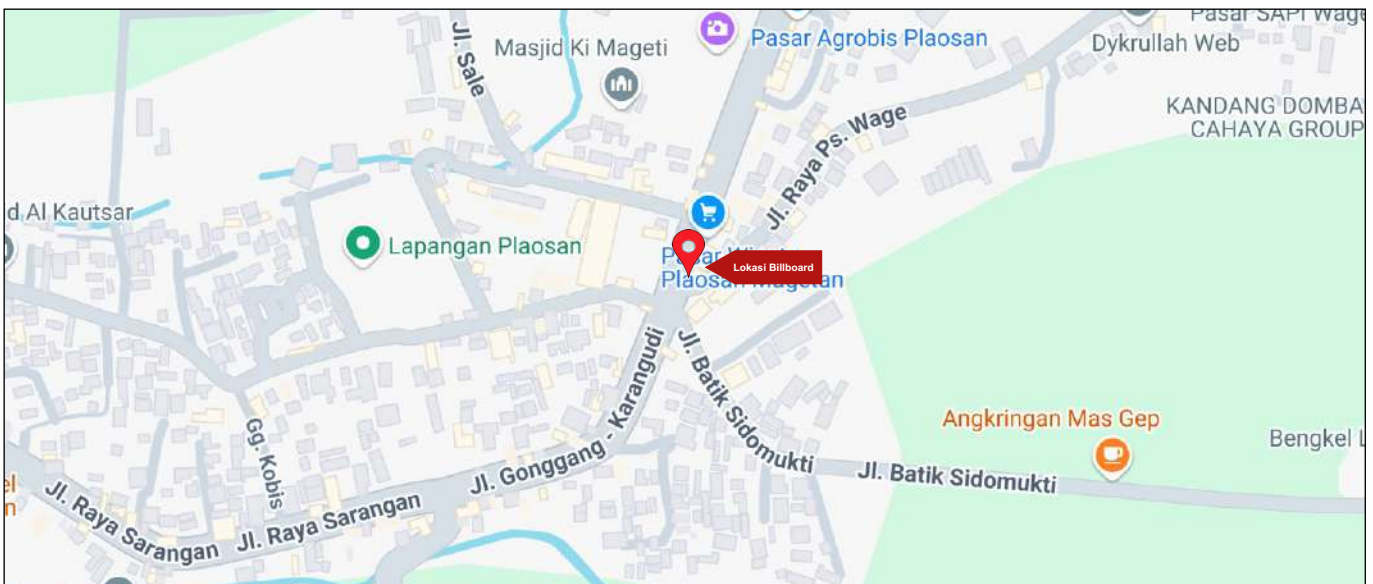 Pasar SAPI Wage
Jl. Sale
Masjid Ki Mageti
Pasar Agrobis Plaosan
Dykrullah Web
KANDANG DOMBA
CAHAYA GROUP
Jl. Raya Ps. Wage
d Al Kautsar
Lapangan Plaosan
Lokasi Billboard
Plaosan Magetan
Jl. Gonggang - Karangudi
Jl. Batik Sidomukti
Angkringan Mas Gep
Bengkel L
Gg. Kobis
Jl. Batik Sidomukti
el
n
Jl. Raya Sarangan
Jl. Raya Sarangan